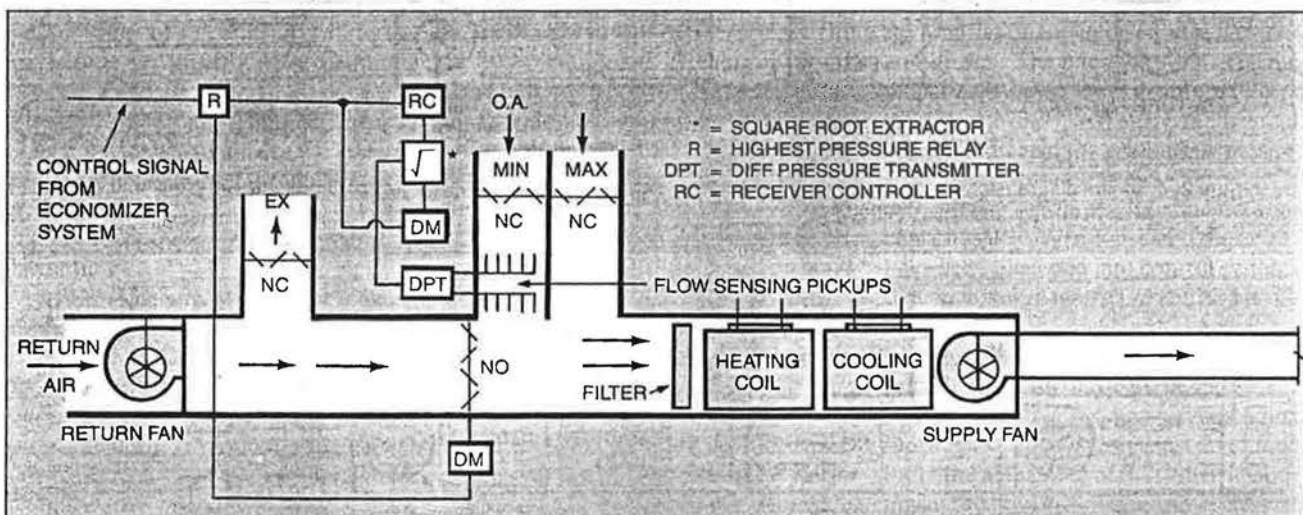 R
RC
O.A.
* = SQUARE ROOT EXTRACTOR
R = HIGHEST PRESSURE RELAY
DPT = DIFF PRESSURE TRANSMITTER
RC = RECEIVER CONTROLLER
CONTROL SIGNAL
FROM
ECONOMIZER
SYSTEM
√ *
MIN
MAX
EX
DM
NC
NC
NC
DPT
FLOW SENSING PICKUPS
RETURN
AIR
NO
FILTER
HEATING
COIL
COOLING
COIL
RETURN FAN
DM
SUPPLY FAN